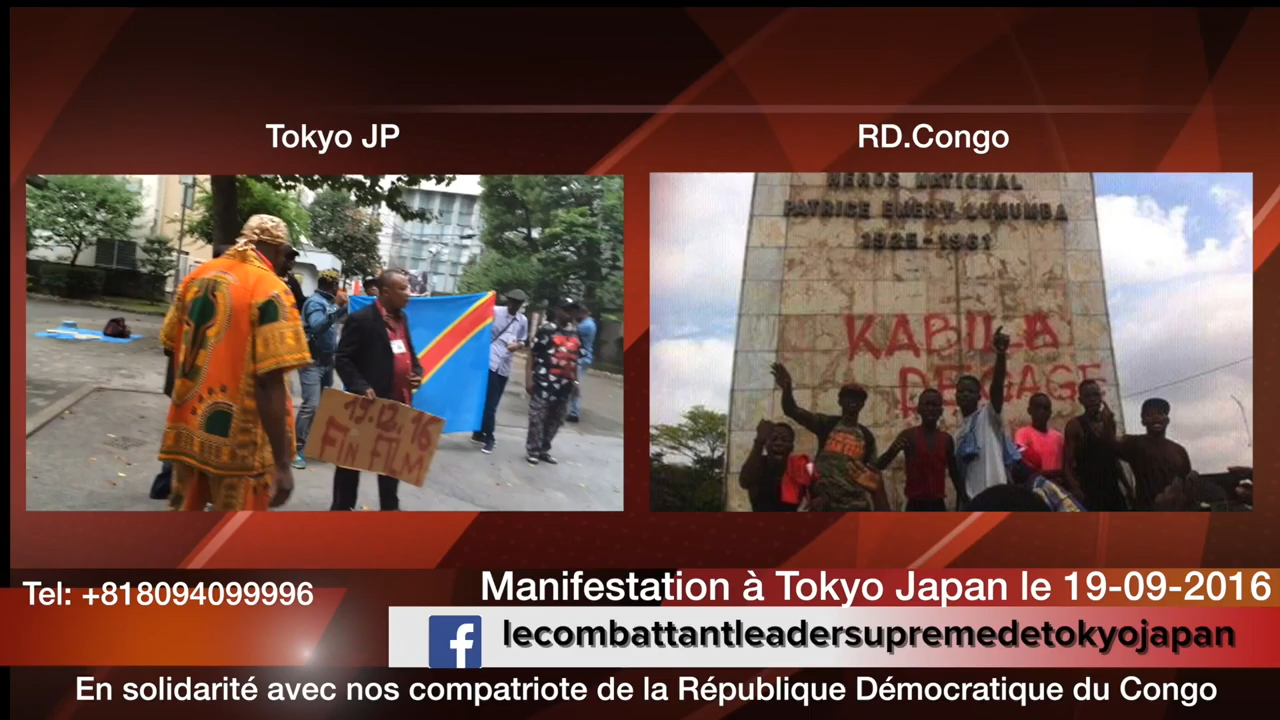 Tokyo JP
RD.Congo
HEROS NATIONAL
PATRICE EMERY LUMUMBA
1925-1961
KABILA
DEGAGE
19.12.16
FIN FILM
Tel: +818094099996
Manifestation à Tokyo Japan le 19-09-2016
lecombattantleadersupremedetokyojapan
En solidarité avec nos compatriote de la République Démocratique du Congo